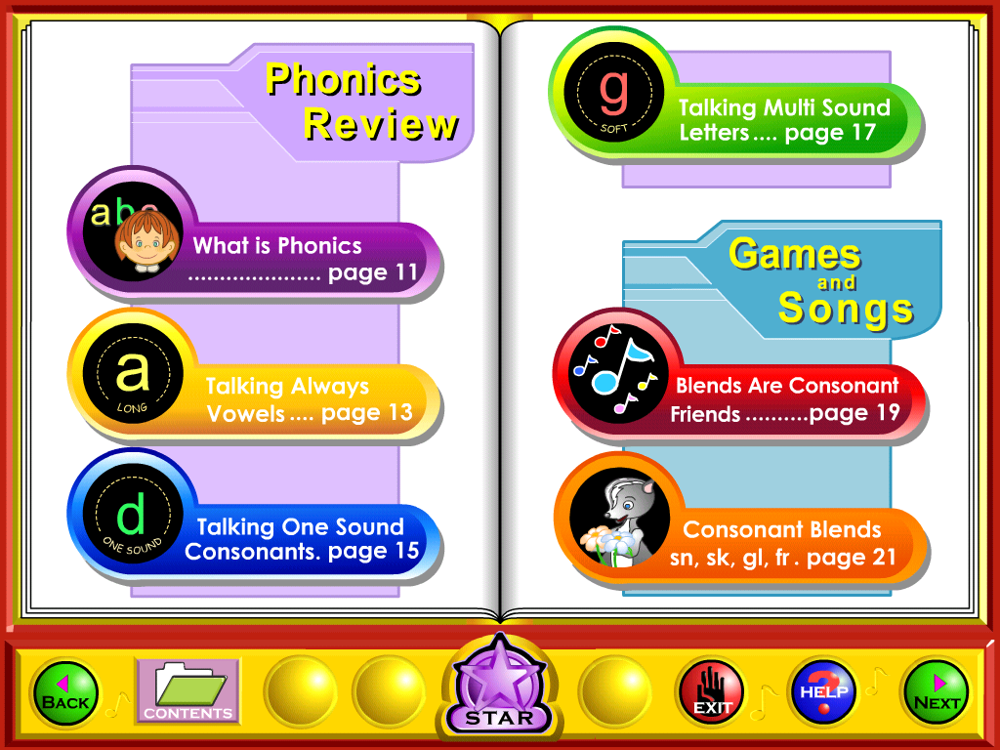 Phonics
Review
abc
What is Phonics
..................... page 11
a
LONG
Talking Always
Vowels .... page 13
d
ONE SOUND
Talking One Sound
Consonants. page 15
g
SOFT
Talking Multi Sound
Letters .... page 17
Games
and
Songs
Blends Are Consonant
Friends ..........page 19
Consonant Blends
sn, sk, gl, fr . page 21
BACK
CONTENTS
STAR
EXIT
?
HELP
NEXT